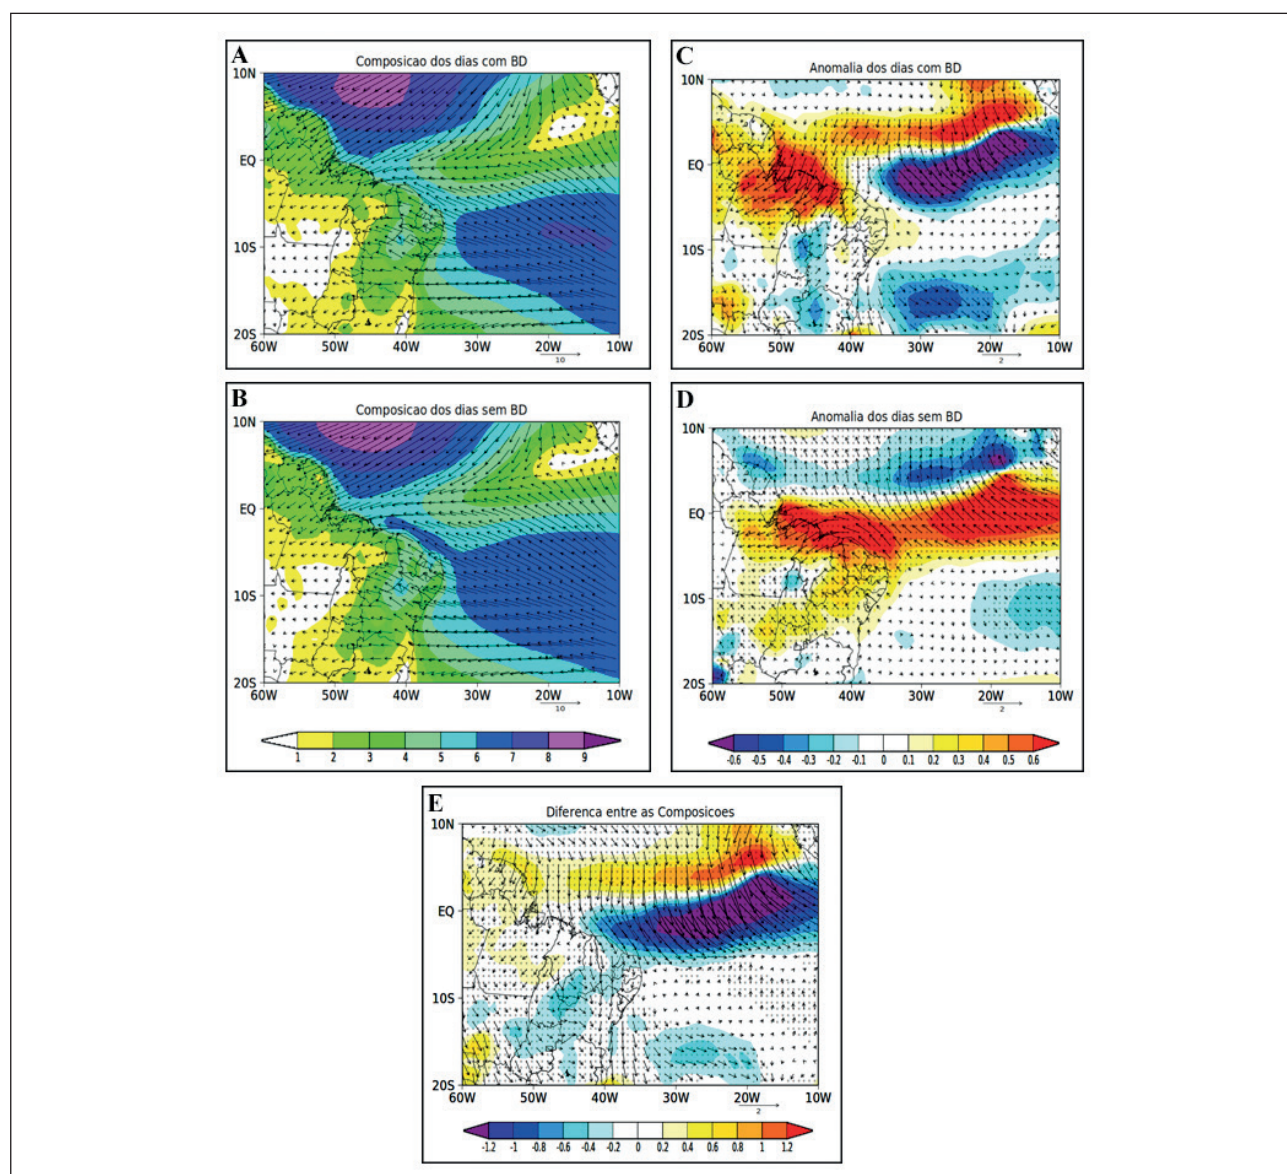 A
Composicao dos dias com BD
10N
EQ
10S
20S
60W 50W 40W 30W 20W 10W
10
C
Anomalia dos dias com BD
10N
EQ
10S
20S
60W 50W 40W 30W 20W 10W
2
B
Composicao dos dias sem BD
10N
EQ
10S
20S
60W 50W 40W 30W 20W 10W
10
1 2 3 4 5 6 7 8 9
D
Anomalia dos dias sem BD
10N
EQ
10S
20S
60W 50W 40W 30W 20W 10W
2
-0.6 -0.5 -0.4 -0.3 -0.2 -0.1 0 0.1 0.2 0.3 0.4 0.5 0.6
E
Diferenca entre as Composicoes
10N
EQ
10S
20S
60W 50W 40W 30W 20W 10W
2
-1.2 -1 -0.8 -0.6 -0.4 -0.2 0 0.2 0.4 0.6 0.8 1 1.2